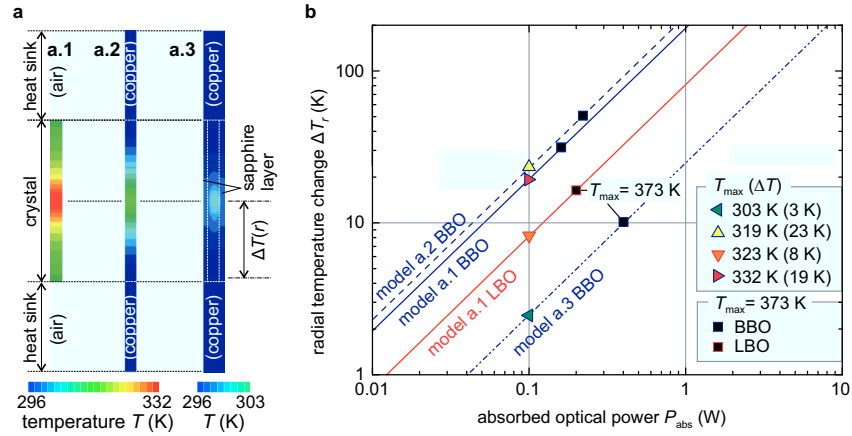 a
a.1
a.2
a.3
heat sink
(air)
(copper)
(copper)
crystal
sapphire
layer
ΔT(r)
heat sink
(air)
(copper)
(copper)
296
332
296
303
temperature T (K)
T (K)
b
radial temperature change ΔTr (K)
100
10
1
model a.2 BBO
model a.1 BBO
model a.1 LBO
model a.3 BBO
Tmax= 373 K
Tmax (ΔT)
303 K (3 K)
319 K (23 K)
323 K (8 K)
332 K (19 K)
Tmax= 373 K
BBO
LBO
0.01
0.1
1
10
absorbed optical power Pabs (W)